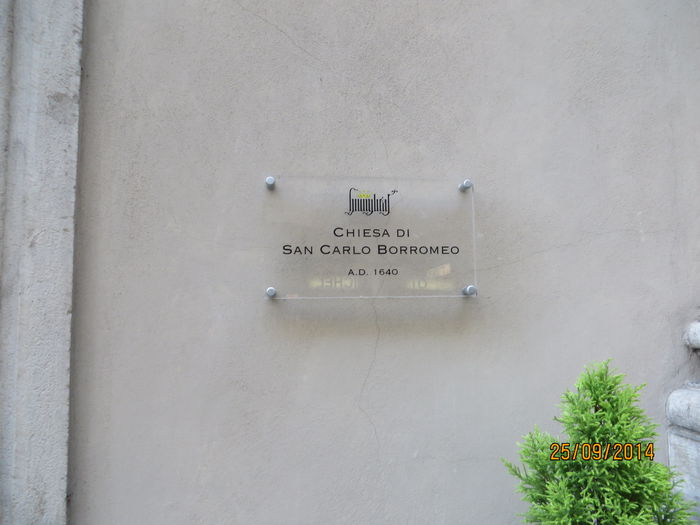 CHIESA DI
SAN CARLO BORROMEO
A.D. 1640
25/09/2014